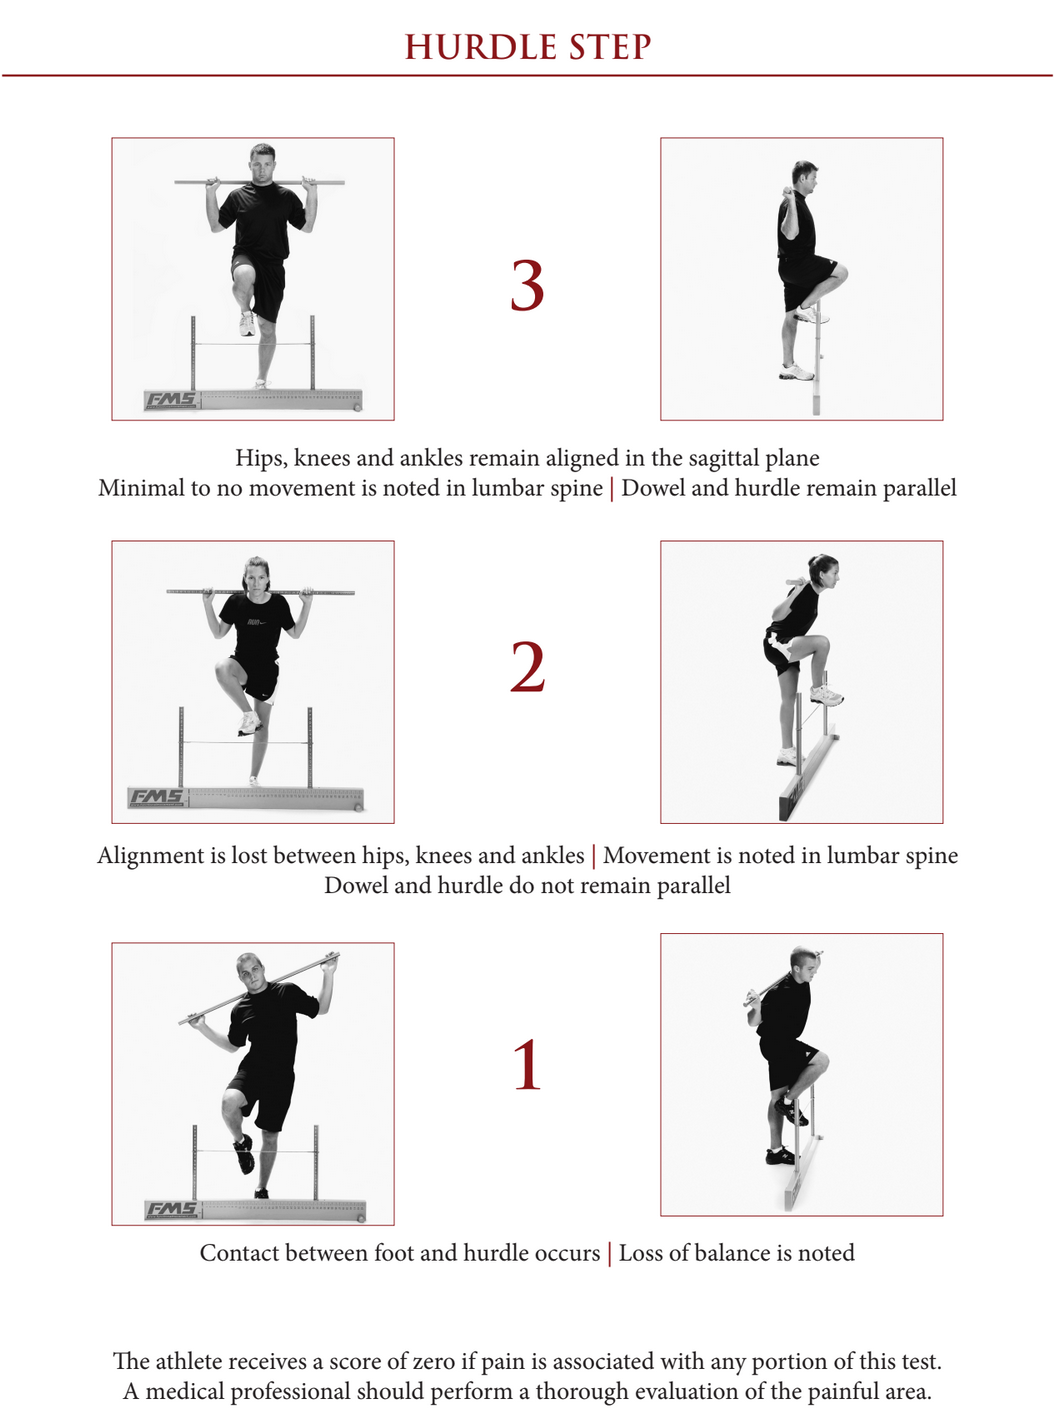 HURDLE STEP
FMS
3
Hips, knees and ankles remain aligned in the sagittal plane
Minimal to no movement is noted in lumbar spine | Dowel and hurdle remain parallel
RUN
FMS
2
Alignment is lost between hips, knees and ankles | Movement is noted in lumbar spine
Dowel and hurdle do not remain parallel
FMS
1
Contact between foot and hurdle occurs | Loss of balance is noted
The athlete receives a score of zero if pain is associated with any portion of this test.
A medical professional should perform a thorough evaluation of the painful area.